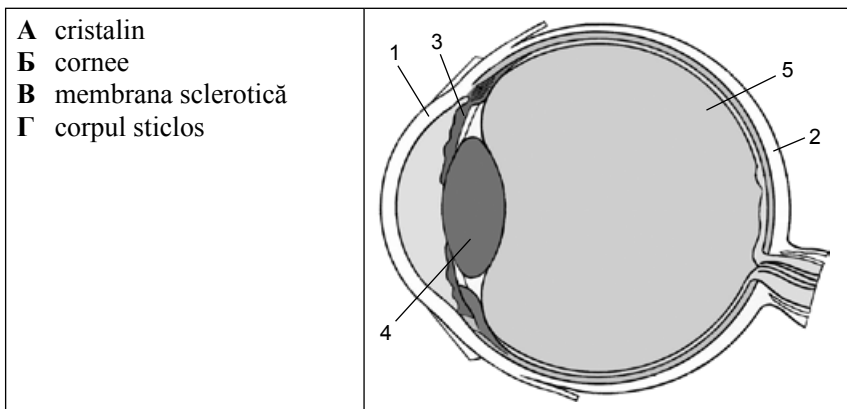 А cristalin
Б cornee
В membrana sclerotică
Г corpul sticlos
1
3
5
2
4